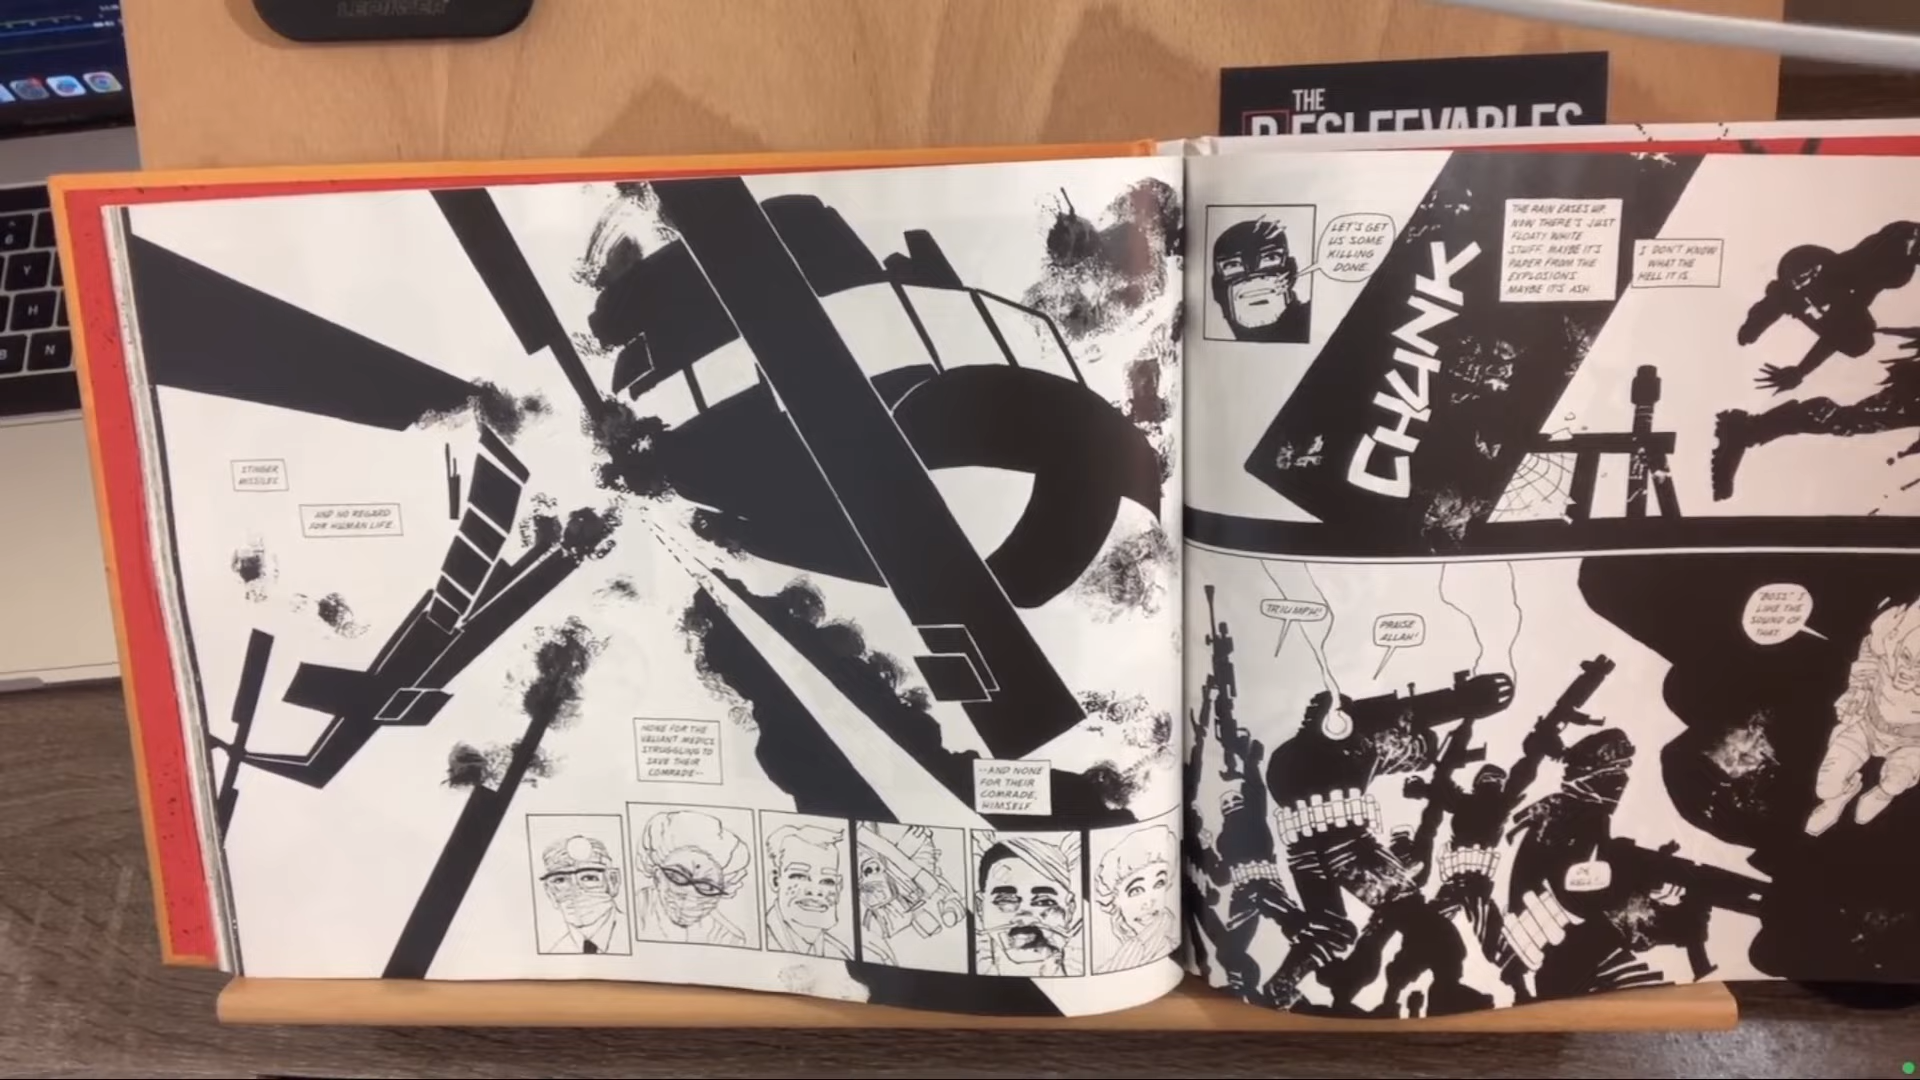 LEPRESER
THE
RESLEEVABLES
6
Y
H
B
N
STINGER
MISSILES.
AND NO REGARD
FOR HUMAN LIFE.
NONE FOR THE
VALIANT MEDICS
STRUGGLING TO
SAVE THEIR
COMRADE--
--AND NONE
FOR THEIR
COMRADE,
HIMSELF.
LET'S GET
US SOME
KILLING
DONE.
CHUNK
THE RAIN EASES UP.
NOW THERE'S JUST
FLOATY WHITE
STUFF. MAYBE IT'S
PAPER FROM THE
EXPLOSIONS.
MAYBE IT'S ASH.
I DON'T KNOW
WHAT THE
HELL IT IS.
TRIUMPH!
PRAISE
ALLAH!
"BOSS." I
LIKE THE
SOUND OF
THAT.